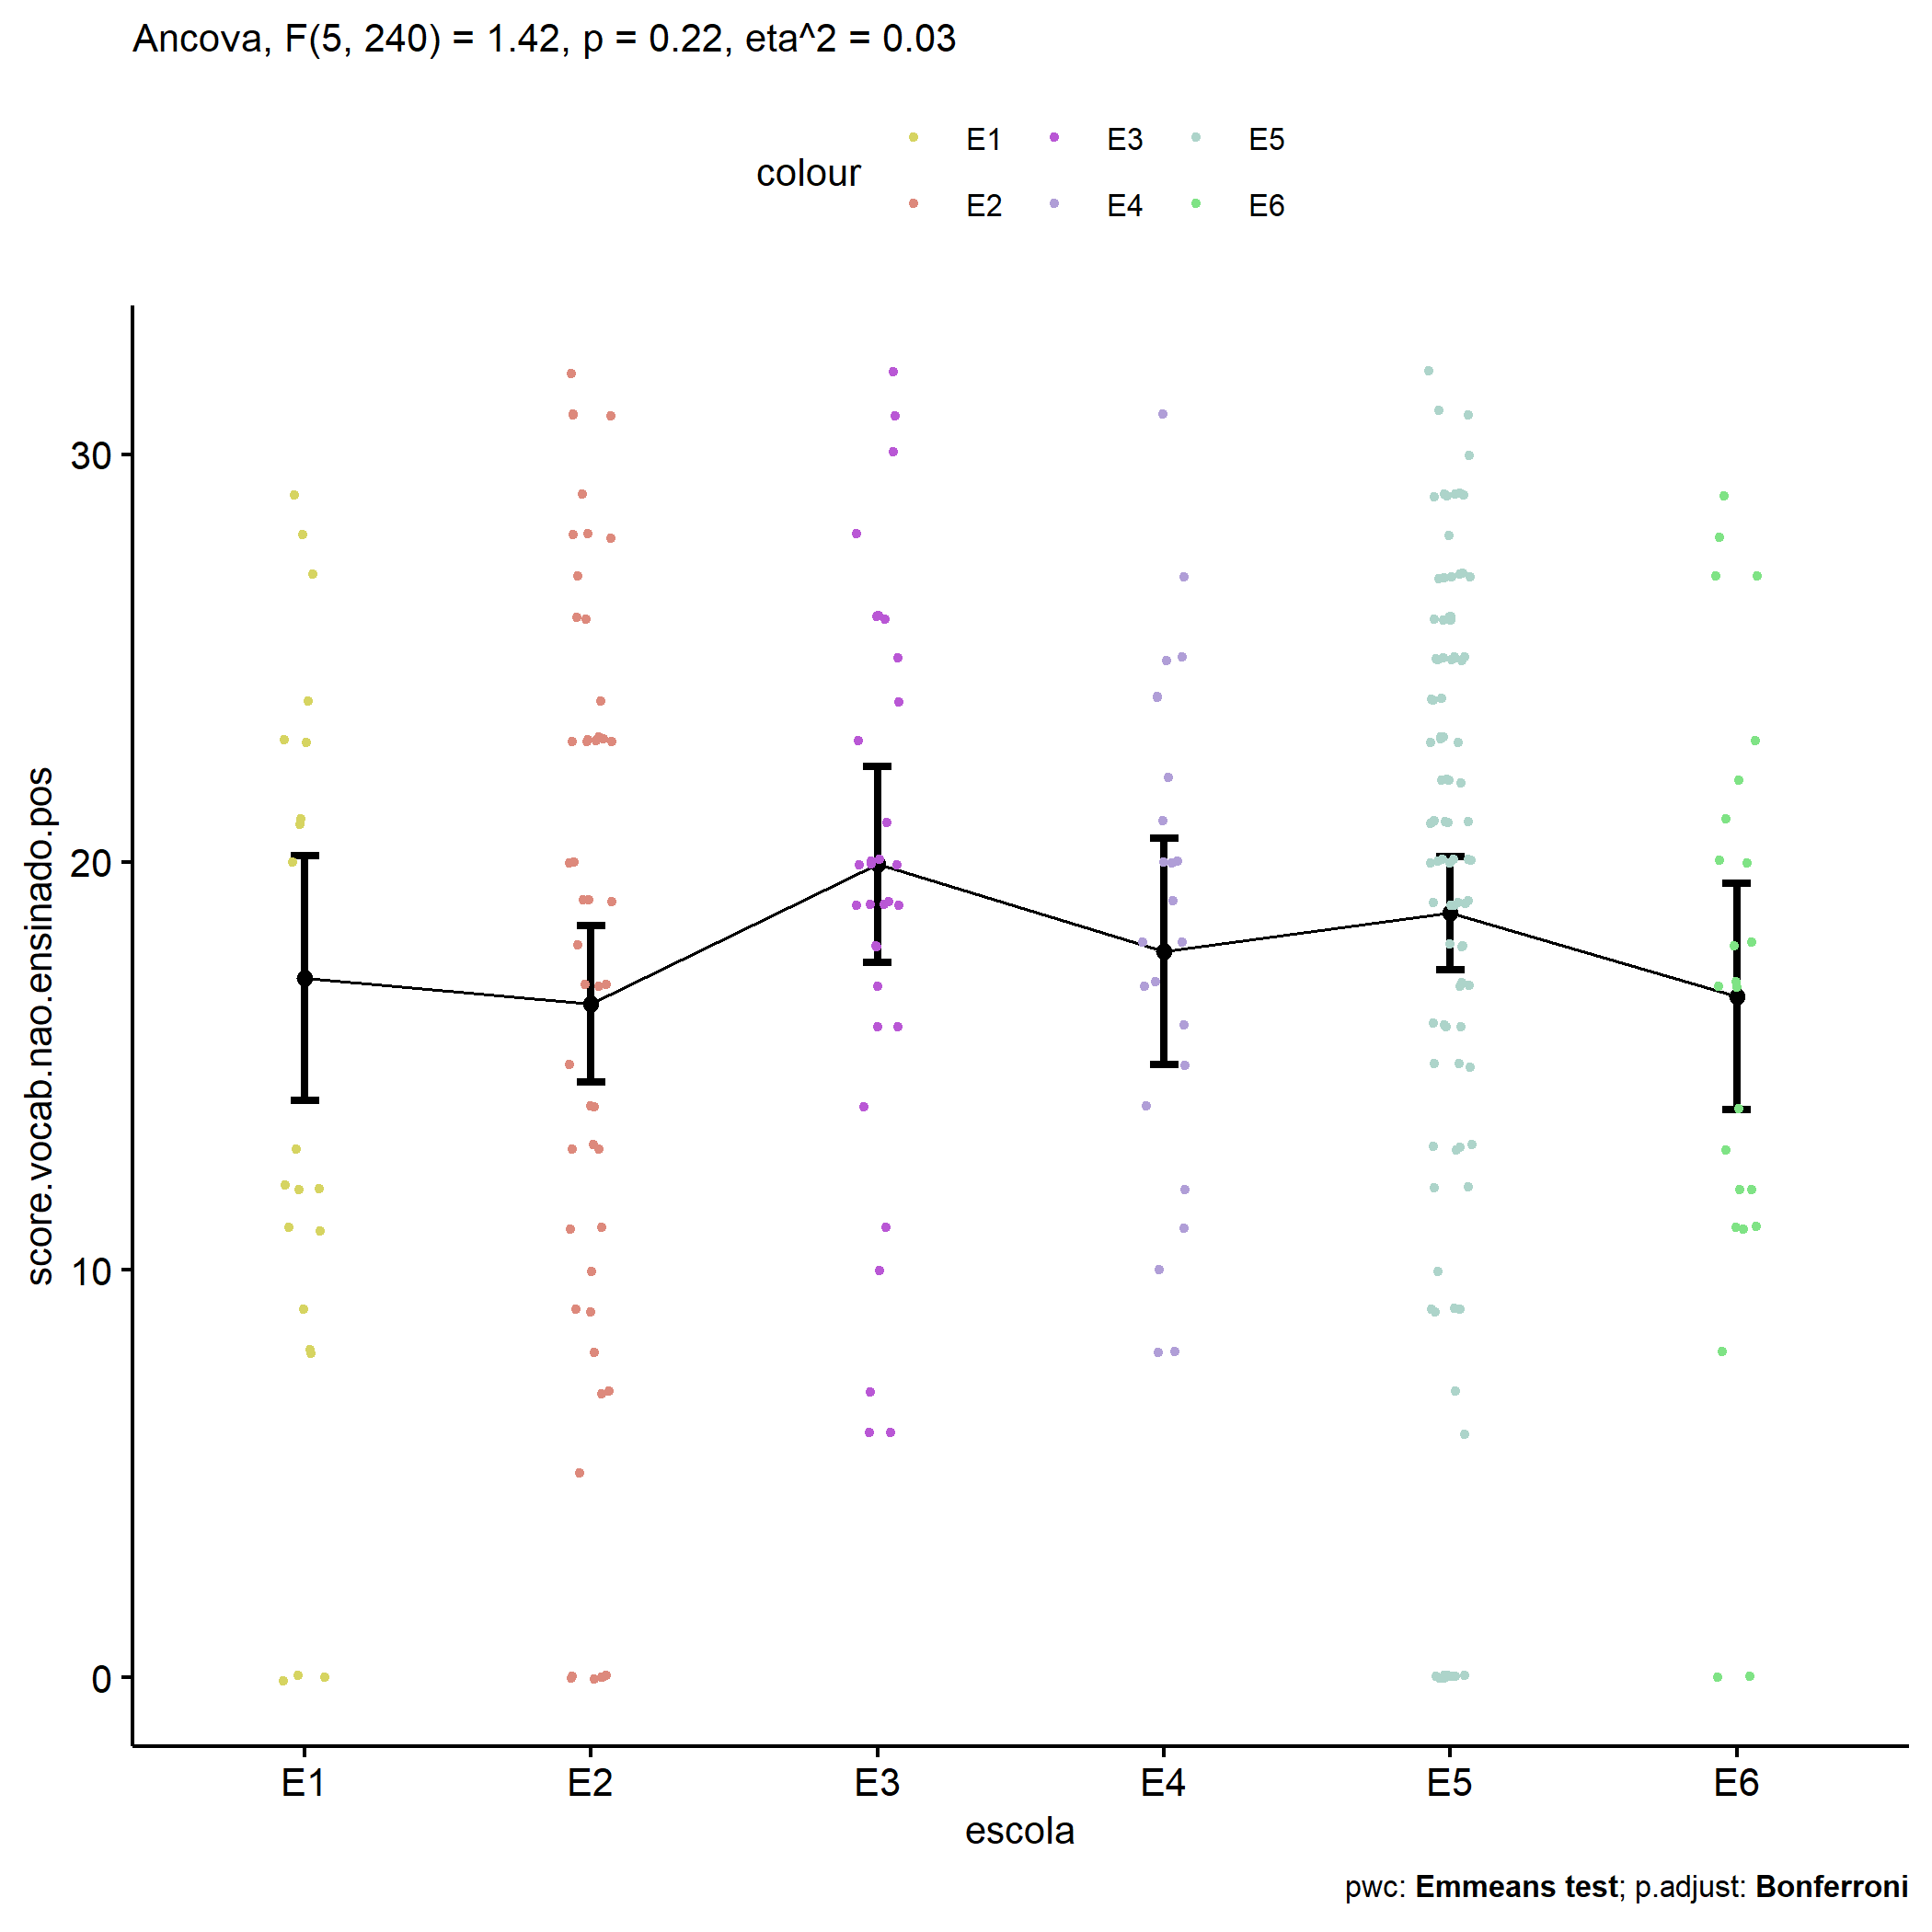 Ancova, F(5, 240) = 1.42, p = 0.22, eta^2 = 0.03
colour
E1 E3 E5
E2 E4 E6
score.vocab.nao.ensinado.pos
30
20
10
0
E1 E2 E3 E4 E5 E6
escola
pwc: Emmeans test; p.adjust: Bonferroni